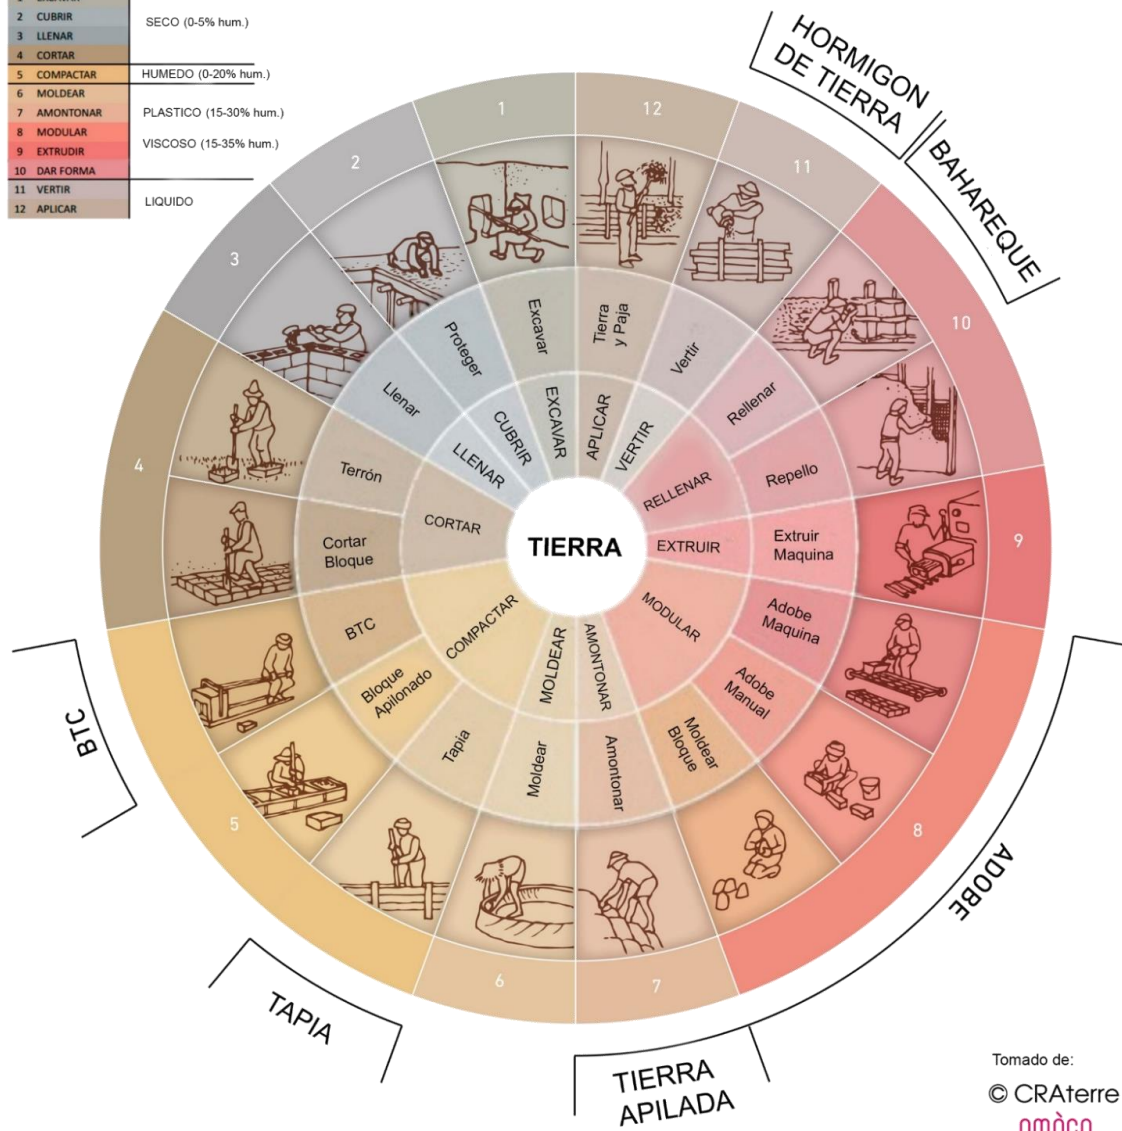 1 EXCAVAR
2 CUBRIR
3 LLENAR
4 CORTAR
5 COMPACTAR
6 MOLDEAR
7 AMONTONAR
8 MODULAR
9 EXTRUDIR
10 DAR FORMA
11 VERTIR
12 APLICAR
SECO (0-5% hum.)
HUMEDO (0-20% hum.)
PLASTICO (15-30% hum.)
VISCOSO (15-35% hum.)
LIQUIDO
HORMIGON
DE TIERRA
BAHAREQUE
ADOBE
TIERRA
APILADA
TAPIA
BTC
1
12
11
10
9
8
7
6
5
4
3
2
Excavar
Tierra
y Paja
Vertir
Rellenar
Repello
Extruir
Maquina
Adobe
Maquina
Adobe
Manual
Moldear
Bloque
Amontonar
Moldear
Tapia
Bloque
Apilonado
BTC
Cortar
Bloque
Terrón
Llenar
Proteger
EXCAVAR
APLICAR
VERTIR
RELLENAR
EXTRUIR
MODULAR
AMONTONAR
MOLDEAR
COMPACTAR
CORTAR
LLENAR
CUBRIR
TIERRA
Tomado de:
© CRAterre
amàco